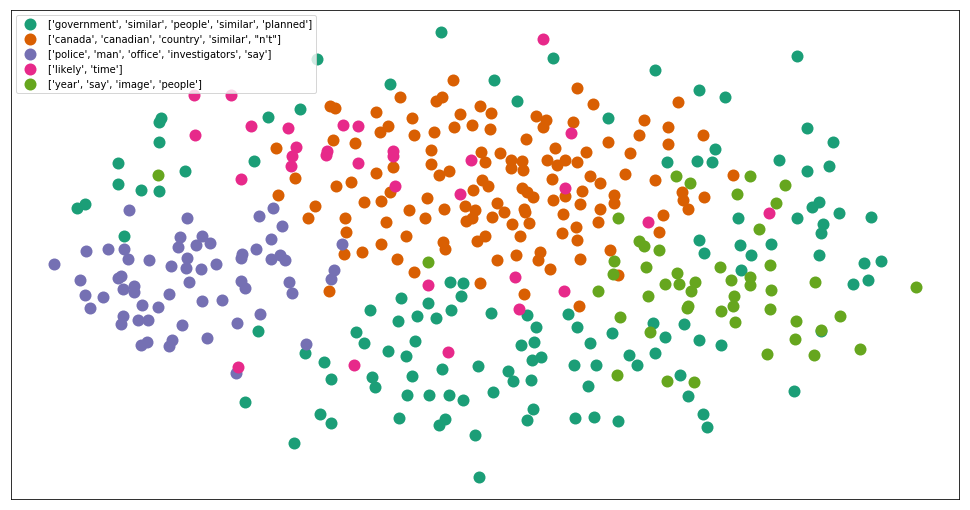 ['government', 'similar', 'people', 'similar', 'planned']
['canada', 'canadian', 'country', 'similar', "n't"]
['police', 'man', 'office', 'investigators', 'say']
['likely', 'time']
['year', 'say', 'image', 'people']